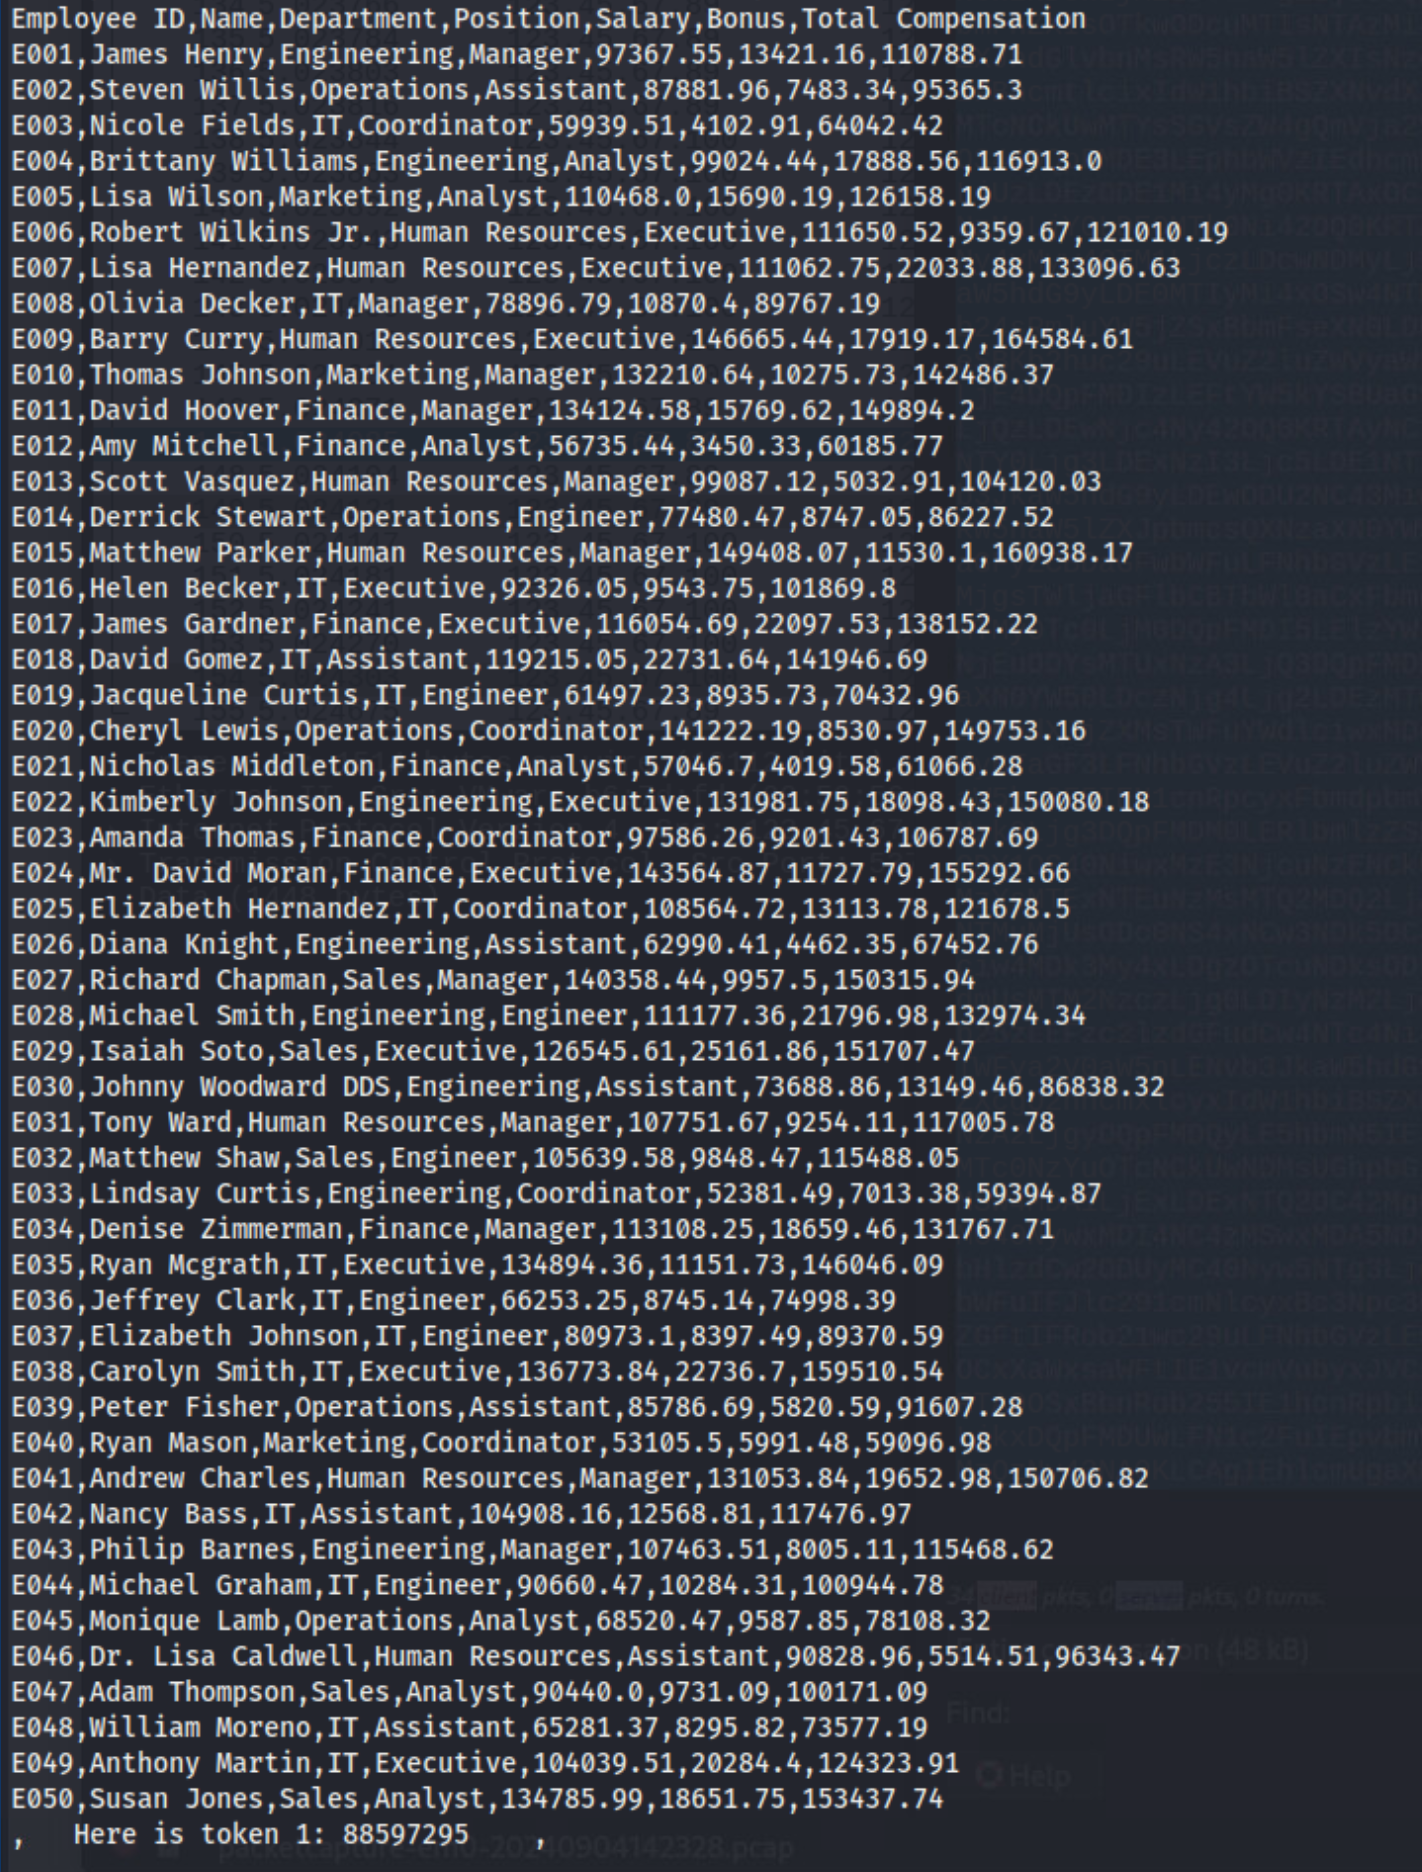 Employee ID,Name,Department,Position,Salary,Bonus,Total Compensation
E001,James Henry,Engineering,Manager,97367.55,13421.16,110788.71
E002,Steven Willis,Operations,Assistant,87881.96,7483.34,95365.3
E003,Nicole Fields,IT,Coordinator,59939.51,4102.91,64042.42
E004,Brittany Williams,Engineering,Analyst,99024.44,17888.56,116913.0
E005,Lisa Wilson,Marketing,Analyst,110468.0,15690.19,126158.19
E006,Robert Wilkins Jr.,Human Resources,Executive,111650.52,9359.67,121010.19
E007,Lisa Hernandez,Human Resources,Executive,111062.75,22033.88,133096.63
E008,Olivia Decker,IT,Manager,78896.79,10870.4,89767.19
E009,Barry Curry,Human Resources,Executive,146665.44,17919.17,164584.61
E010,Thomas Johnson,Marketing,Manager,132210.64,10275.73,142486.37
E011,David Hoover,Finance,Manager,134124.58,15769.62,149894.2
E012,Amy Mitchell,Finance,Analyst,56735.44,3450.33,60185.77
E013,Scott Vasquez,Human Resources,Manager,99087.12,5032.91,104120.03
E014,Derrick Stewart,Operations,Engineer,77480.47,8747.05,86227.52
E015,Matthew Parker,Human Resources,Manager,149408.07,11530.1,160938.17
E016,Helen Becker,IT,Executive,92326.05,9543.75,101869.8
E017,James Gardner,Finance,Executive,116054.69,22097.53,138152.22
E018,David Gomez,IT,Assistant,119215.05,22731.64,141946.69
E019,Jacqueline Curtis,IT,Engineer,61497.23,8935.73,70432.96
E020,Cheryl Lewis,Operations,Coordinator,141222.19,8530.97,149753.16
E021,Nicholas Middleton,Finance,Analyst,57046.7,4019.58,61066.28
E022,Kimberly Johnson,Engineering,Executive,131981.75,18098.43,150080.18
E023,Amanda Thomas,Finance,Coordinator,97586.26,9201.43,106787.69
E024,Mr. David Moran,Finance,Executive,143564.87,11727.79,155292.66
E025,Elizabeth Hernandez,IT,Coordinator,108564.72,13113.78,121678.5
E026,Diana Knight,Engineering,Assistant,62990.41,4462.35,67452.76
E027,Richard Chapman,Sales,Manager,140358.44,9957.5,150315.94
E028,Michael Smith,Engineering,Engineer,111177.36,21796.98,132974.34
E029,Isaiah Soto,Sales,Executive,126545.61,25161.86,151707.47
E030,Johnny Woodward DDS,Engineering,Assistant,73688.86,13149.46,86838.32
E031,Tony Ward,Human Resources,Manager,107751.67,9254.11,117005.78
E032,Matthew Shaw,Sales,Engineer,105639.58,9848.47,115488.05
E033,Lindsay Curtis,Engineering,Coordinator,52381.49,7013.38,59394.87
E034,Denise Zimmerman,Finance,Manager,113108.25,18659.46,131767.71
E035,Ryan Mcgrath,IT,Executive,134894.36,11151.73,146046.09
E036,Jeffrey Clark,IT,Engineer,66253.25,8745.14,74998.39
E037,Elizabeth Johnson,IT,Engineer,80973.1,8397.49,89370.59
E038,Carolyn Smith,IT,Executive,136773.84,22736.7,159510.54
E039,Peter Fisher,Operations,Assistant,85786.69,5820.59,91607.28
E040,Ryan Mason,Marketing,Coordinator,53105.5,5991.48,59096.98
E041,Andrew Charles,Human Resources,Manager,131053.84,19652.98,150706.82
E042,Nancy Bass,IT,Assistant,104908.16,12568.81,117476.97
E043,Philip Barnes,Engineering,Manager,107463.51,8005.11,115468.62
E044,Michael Graham,IT,Engineer,90660.47,10284.31,100944.78
34 client pkts, 0 server pkts, 0 turns.
E045,Monique Lamb,Operations,Analyst,68520.47,9587.85,78108.32
E046,Dr. Lisa Caldwell,Human Resources,Assistant,90828.96,5514.51,96343.47
(48 kB)
E047,Adam Thompson,Sales,Analyst,90440.0,9731.09,100171.09
Find:
E048,William Moreno,IT,Assistant,65281.37,8295.82,73577.19
E049,Anthony Martin,IT,Executive,104039.51,20284.4,124323.91
Help
E050,Susan Jones,Sales,Analyst,134785.99,18651.75,153437.74
,   Here is token 1: 88597295    ,